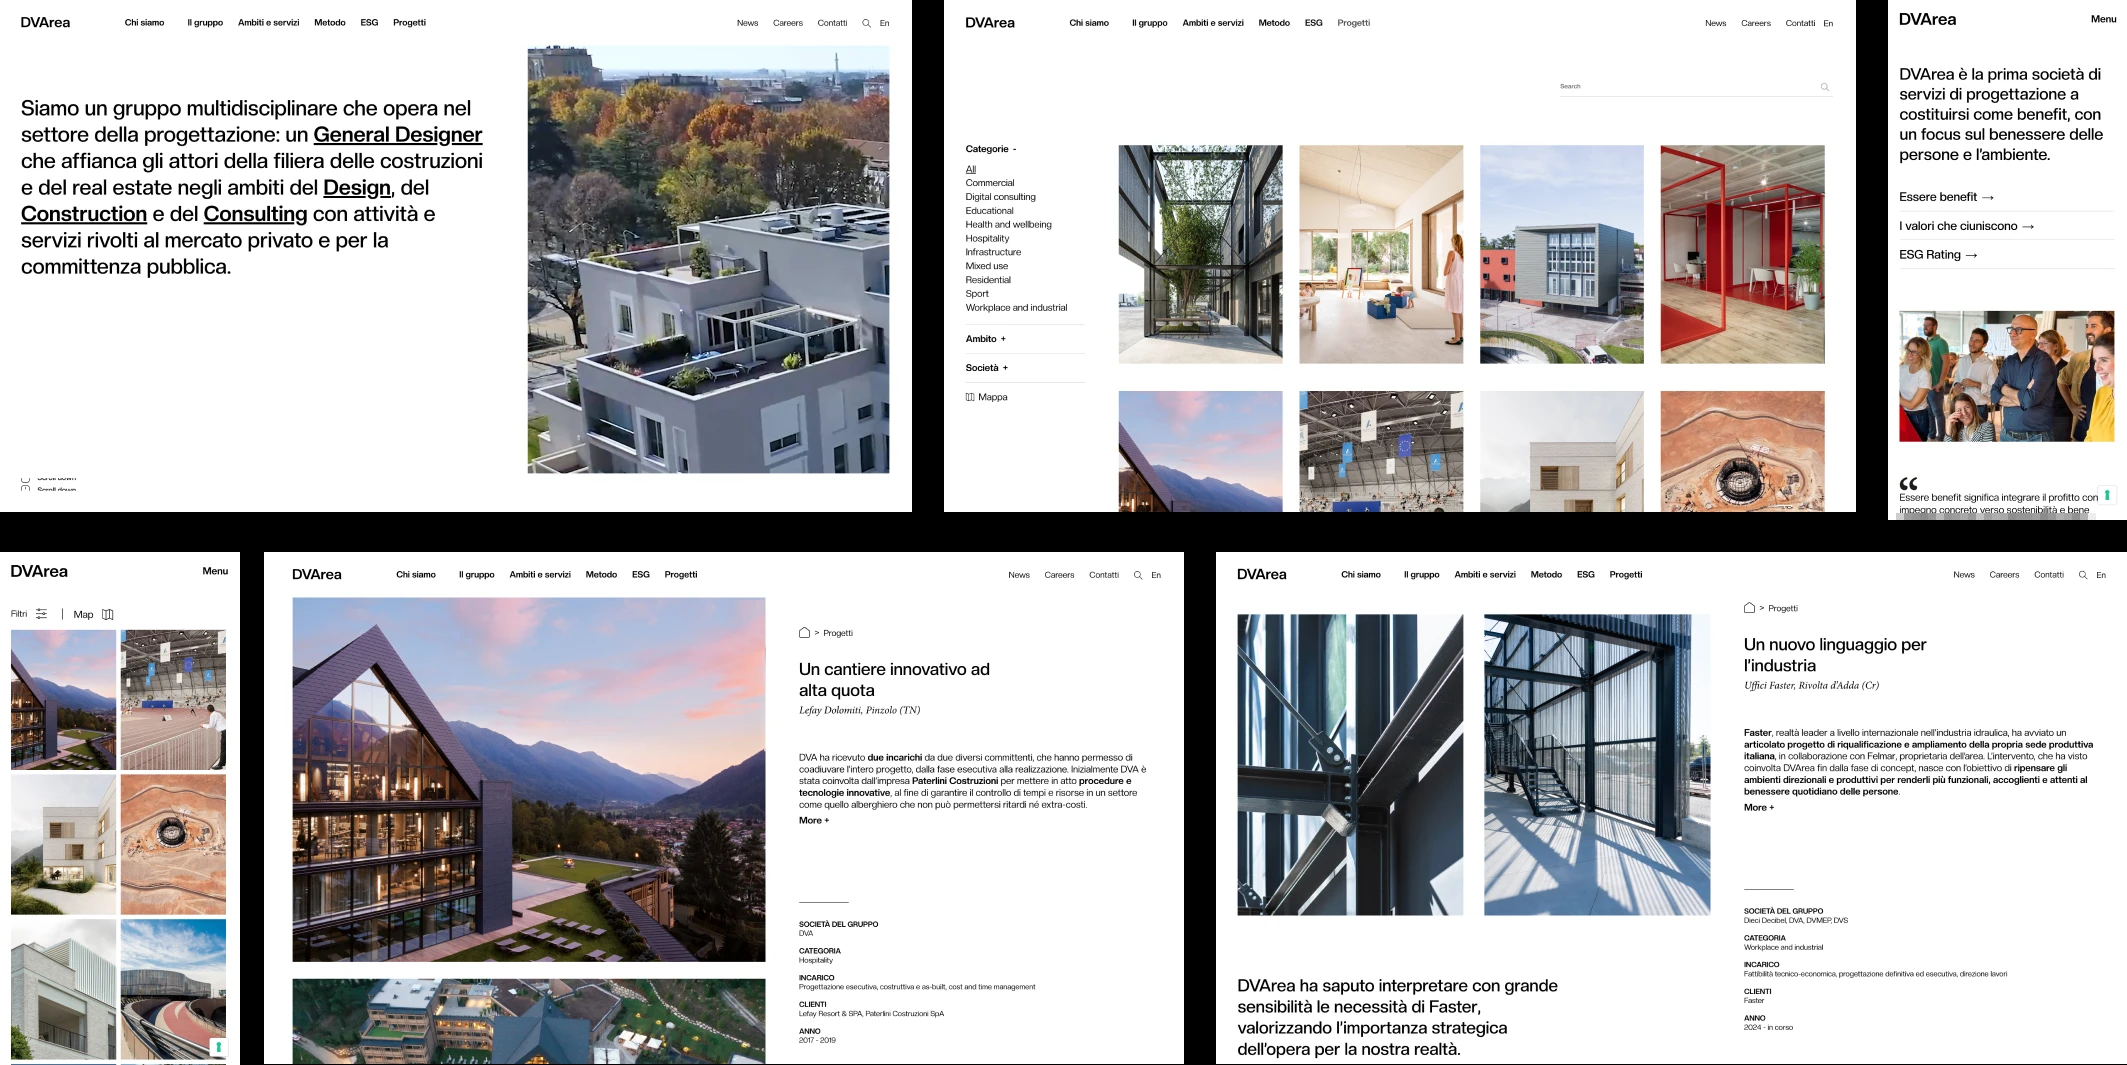 DVArea
Chi siamo Il gruppo Ambiti e servizi Metodo ESG Progetti
News Careers Contatti En
Siamo un gruppo multidisciplinare che opera nel
settore della progettazione: un General Designer
che affianca gli attori della filiera delle costruzioni
e del real estate negli ambiti del Design, del
Construction e del Consulting con attività e
servizi rivolti al mercato privato e per la
committenza pubblica.
Scroll down
Scroll down
DVArea
Chi siamo Il gruppo Ambiti e servizi Metodo ESG Progetti
News Careers Contatti En
Search
Categorie -
All
Commercial
Digital consulting
Educational
Health and wellbeing
Hospitality
Infrastructure
Mixed use
Residential
Sport
Workplace and industrial
Ambito +
Società +
Mappa
DVArea
Menu
DVArea è la prima società di
servizi di progettazione a
costituirsi come benefit, con
un focus sul benessere delle
persone e l'ambiente.
Essere benefit →
I valori che ciuniscono →
ESG Rating →
“
Essere benefit significa integrare il profitto con
impegno concreto verso sostenibilità e bene
DVArea
Menu
Filtri | Map
DVArea
Chi siamo Il gruppo Ambiti e servizi Metodo ESG Progetti
News Careers Contatti En
> Progetti
Un cantiere innovativo ad
alta quota
Lefay Dolomiti, Pinzolo (TN)
DVA ha ricevuto due incarichi da due diversi committenti, che hanno permesso di
coadiuvare l'intero progetto, dalla fase esecutiva alla realizzazione. Inizialmente DVA è
stata coinvolta dall'impresa Paterlini Costruzioni per mettere in atto procedure e
tecnologie innovative, al fine di garantire il controllo di tempi e risorse in un settore
come quello alberghiero che non può permettersi ritardi né extra-costi.
More +
SOCIETÀ DEL GRUPPO
DVA
CATEGORIA
Hospitality
INCARICO
Progettazione esecutiva, costruttiva e as-built, cost and time management
CLIENTI
Lefay Resort & SPA, Paterlini Costruzioni SpA
ANNO
2017 - 2019
DVArea
Chi siamo Il gruppo Ambiti e servizi Metodo ESG Progetti
News Careers Contatti En
> Progetti
Un nuovo linguaggio per
l'industria
Uffici Faster, Rivolta d'Adda (Cr)
Faster, realtà leader a livello internazionale nell'industria idraulica, ha avviato un
articolato progetto di riqualificazione e ampliamento della propria sede produttiva
italiana, in collaborazione con Felmar, proprietaria dell'area. L'intervento, che ha visto
coinvolta DVArea fin dalla fase di concept, nasce con l'obiettivo di ripensare gli
ambienti direzionali e produttivi per renderli più funzionali, accoglienti e attenti al
benessere quotidiano delle persone.
More +
SOCIETÀ DEL GRUPPO
Dieci Decibel, DVA, DVMEP, DVS
CATEGORIA
Workplace and industrial
INCARICO
Fattibilità tecnico-economica, progettazione definitiva ed esecutiva, direzione lavori
CLIENTI
Faster
ANNO
2024 - in corso
DVArea ha saputo interpretare con grande
sensibilità le necessità di Faster,
valorizzando l'importanza strategica
dell'opera per la nostra realtà.